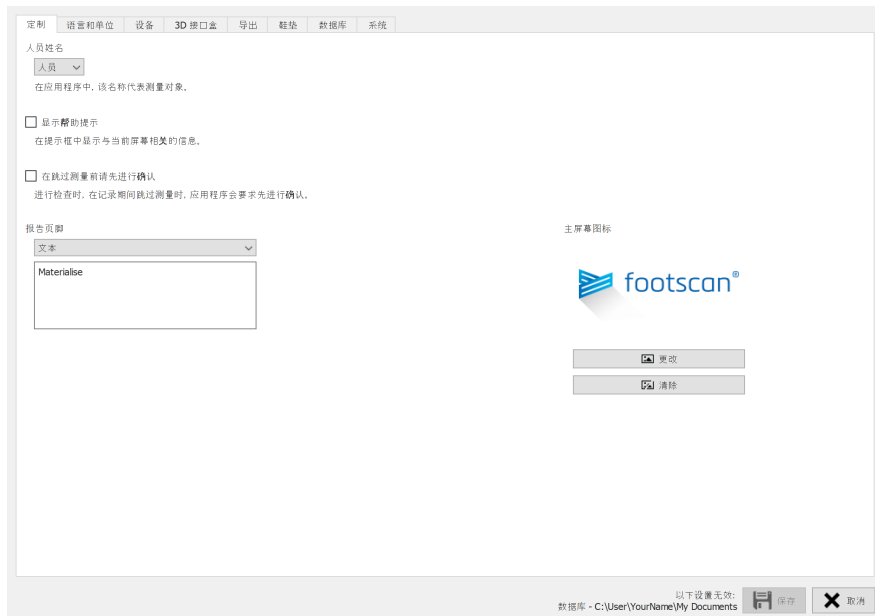 定制 语言和单位 设备 3D 接口盒 导出 鞋垫 数据库 系统
人员姓名
人员
在应用程序中, 该名称代表测量对象。
显示帮助提示
在提示框中显示与当前屏幕相关的信息。
在跳过测量前请先进行确认
进行检查时, 在记录期间跳过测量时, 应用程序会要求先进行确认。
报告页脚
文本
Materialise
主屏幕图标
footscan®
更改
清除
以下设置无效:
数据库 - C:\User\YourName\My Documents
保存
取消